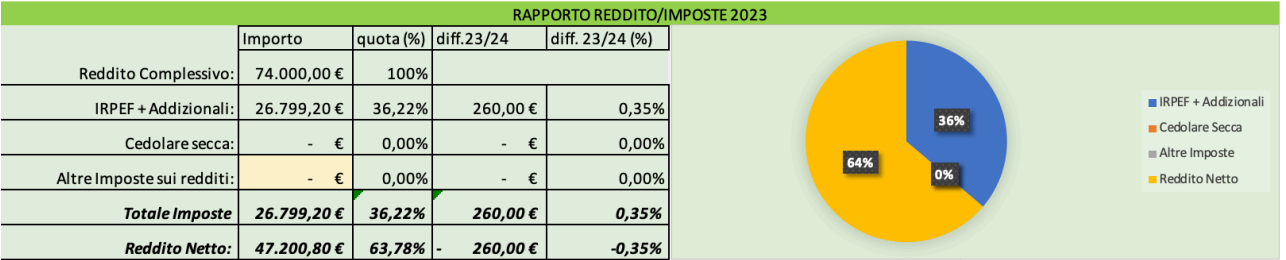 RAPPORTO REDDITO/IMPOSTE 2023
Importo quota (%) diff.23/24 diff. 23/24 (%)
Reddito Complessivo: 74.000,00 € 100%
IRPEF + Addizionali: 26.799,20 € 36,22% 260,00 € 0,35%
Cedolare secca: - € 0,00% - € 0,00%
Altre Imposte sui redditi: - € 0,00% - € 0,00%
Totale Imposte 26.799,20 € 36,22% 260,00 € 0,35%
Reddito Netto: 47.200,80 € 63,78% - 260,00 € -0,35%
36%
64%
0%
IRPEF + Addizionali
Cedolare Secca
Altre Imposte
Reddito Netto